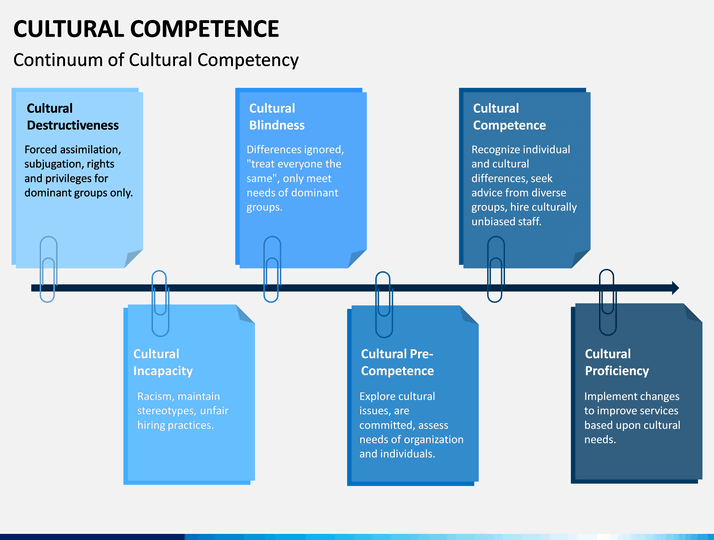 CULTURAL COMPETENCE
Continuum of Cultural Competency
Cultural
Destructiveness
Forced assimilation,
subjugation, rights
and privileges for
dominant groups only.
Cultural
Incapacity
Racism, maintain
stereotypes, unfair
hiring practices.
Cultural
Blindness
Differences ignored,
"treat everyone the
same", only meet
needs of dominant
groups.
Cultural Pre-
Competence
Explore cultural
issues, are
committed, assess
needs of organization
and individuals.
Cultural
Competence
Recognize individual
and cultural
differences, seek
advice from diverse
groups, hire culturally
unbiased staff.
Cultural
Proficiency
Implement changes
to improve services
based upon cultural
needs.